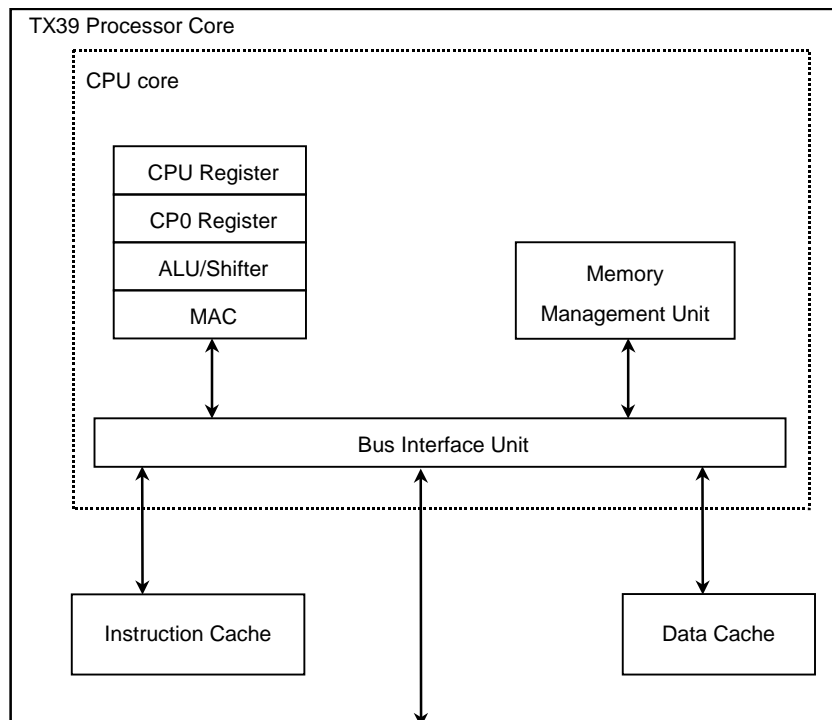 TX39 Processor Core
CPU core
CPU Register
CP0 Register
ALU/Shifter
MAC
Memory
Management Unit
Bus Interface Unit
Instruction Cache
Data Cache